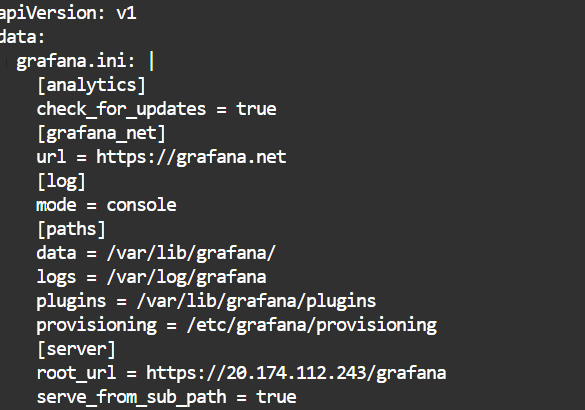 apiVersion: v1
data:
  grafana.ini: |
    [analytics]
    check_for_updates = true
    [grafana_net]
    url = https://grafana.net
    [log]
    mode = console
    [paths]
    data = /var/lib/grafana/
    logs = /var/log/grafana
    plugins = /var/lib/grafana/plugins
    provisioning = /etc/grafana/provisioning
    [server]
    root_url = https://20.174.112.243/grafana
    serve_from_sub_path = true